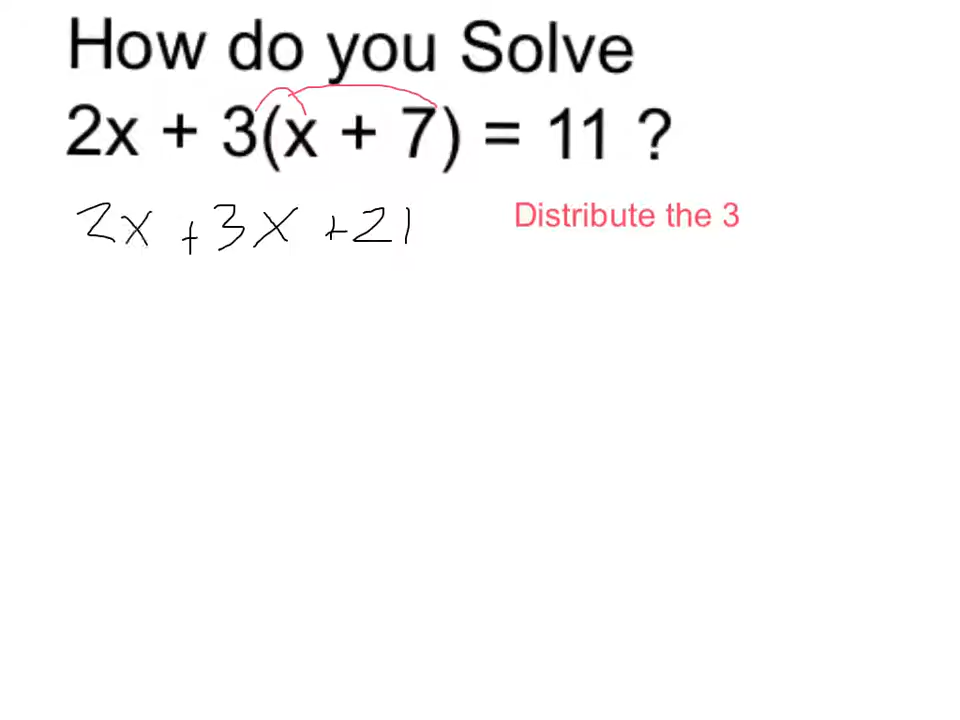 How do you Solve
2x + 3(x + 7) = 11 ?
2x + 3x + 21
Distribute the 3